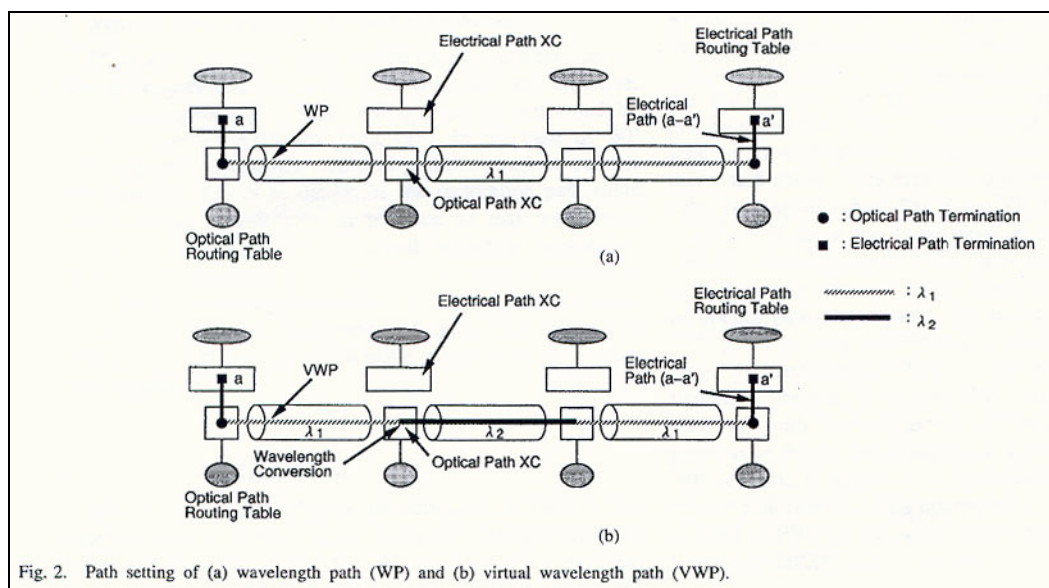 Electrical Path XC
Electrical Path
Routing Table
WP
a
Electrical
Path (a–a')
a'
λ1
Optical Path XC
Optical Path
Routing Table
(a)
● : Optical Path Termination
■ : Electrical Path Termination
: λ1
: λ2
Electrical Path XC
Electrical Path
Routing Table
VWP
a
Electrical
Path (a–a')
a'
λ1
λ2
λ1
Wavelength
Conversion
Optical Path XC
Optical Path
Routing Table
(b)
Fig. 2. Path setting of (a) wavelength path (WP) and (b) virtual wavelength path (VWP).